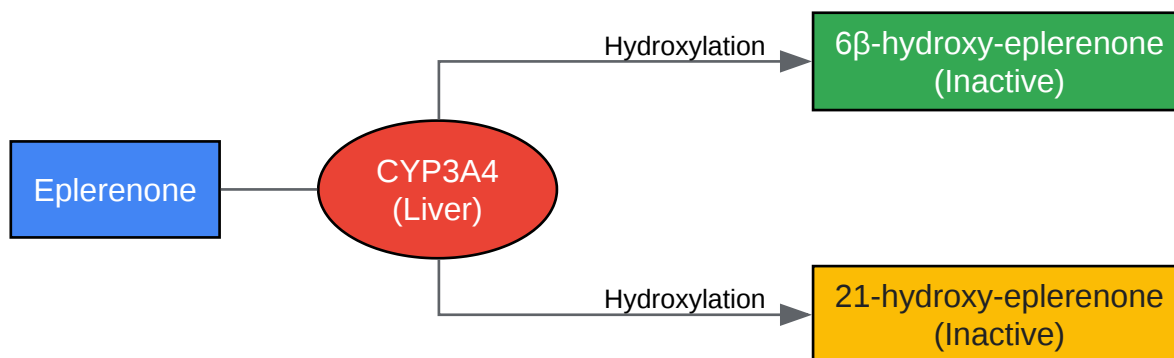 Hydroxylation
6β-hydroxy-eplerenone
(Inactive)
Eplerenone
CYP3A4
(Liver)
Hydroxylation
21-hydroxy-eplerenone
(Inactive)